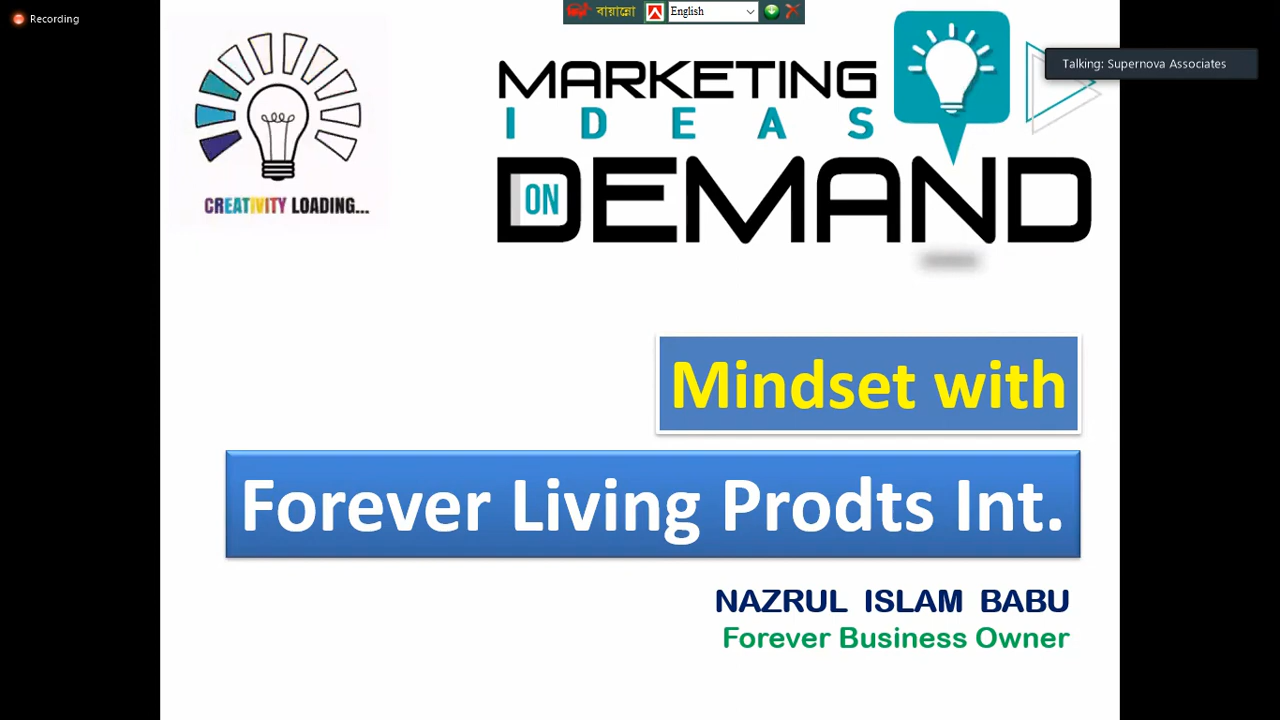 Recording
বায়ান্নো
English
Talking: Supernova Associates
CREATIVITY LOADING...
MARKETING
IDEAS
ON
DEMAND
Mindset with
Forever Living Prodts Int.
NAZRUL ISLAM BABU
Forever Business Owner